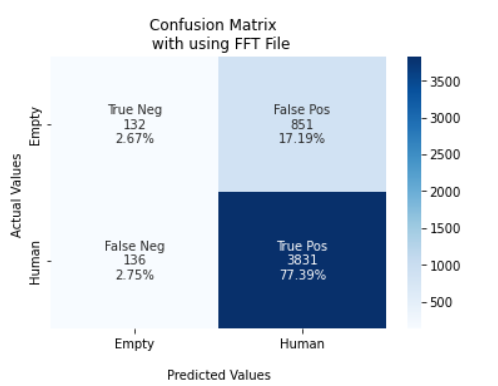 Confusion Matrix
with using FFT File
True Neg
132
2.67%
False Pos
851
17.19%
False Neg
136
2.75%
True Pos
3831
77.39%
Empty
Human
Actual Values
Empty
Human
Predicted Values
3500
3000
2500
2000
1500
1000
500